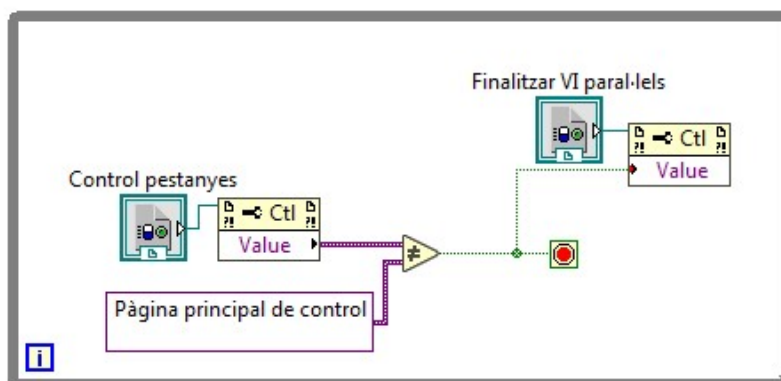 Finalitzar VI paral·lels
?! Ctl ?!
Value
Control pestanyes
?! Ctl ?!
Value
≠
Pàgina principal de control
i